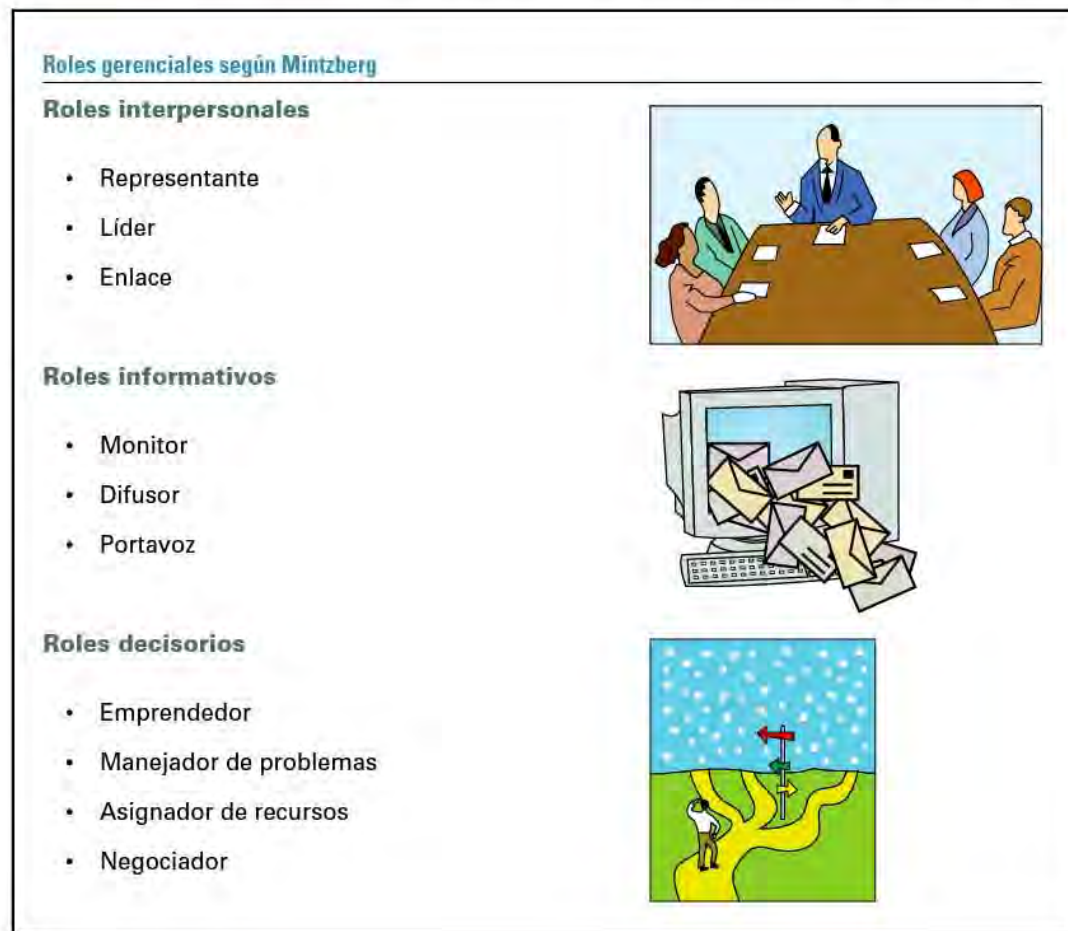 Roles gerenciales según Mintzberg
Roles interpersonales
• Representante
• Líder
• Enlace
Roles informativos
• Monitor
• Difusor
• Portavoz
Roles decisorios
• Emprendedor
• Manejador de problemas
• Asignador de recursos
• Negociador